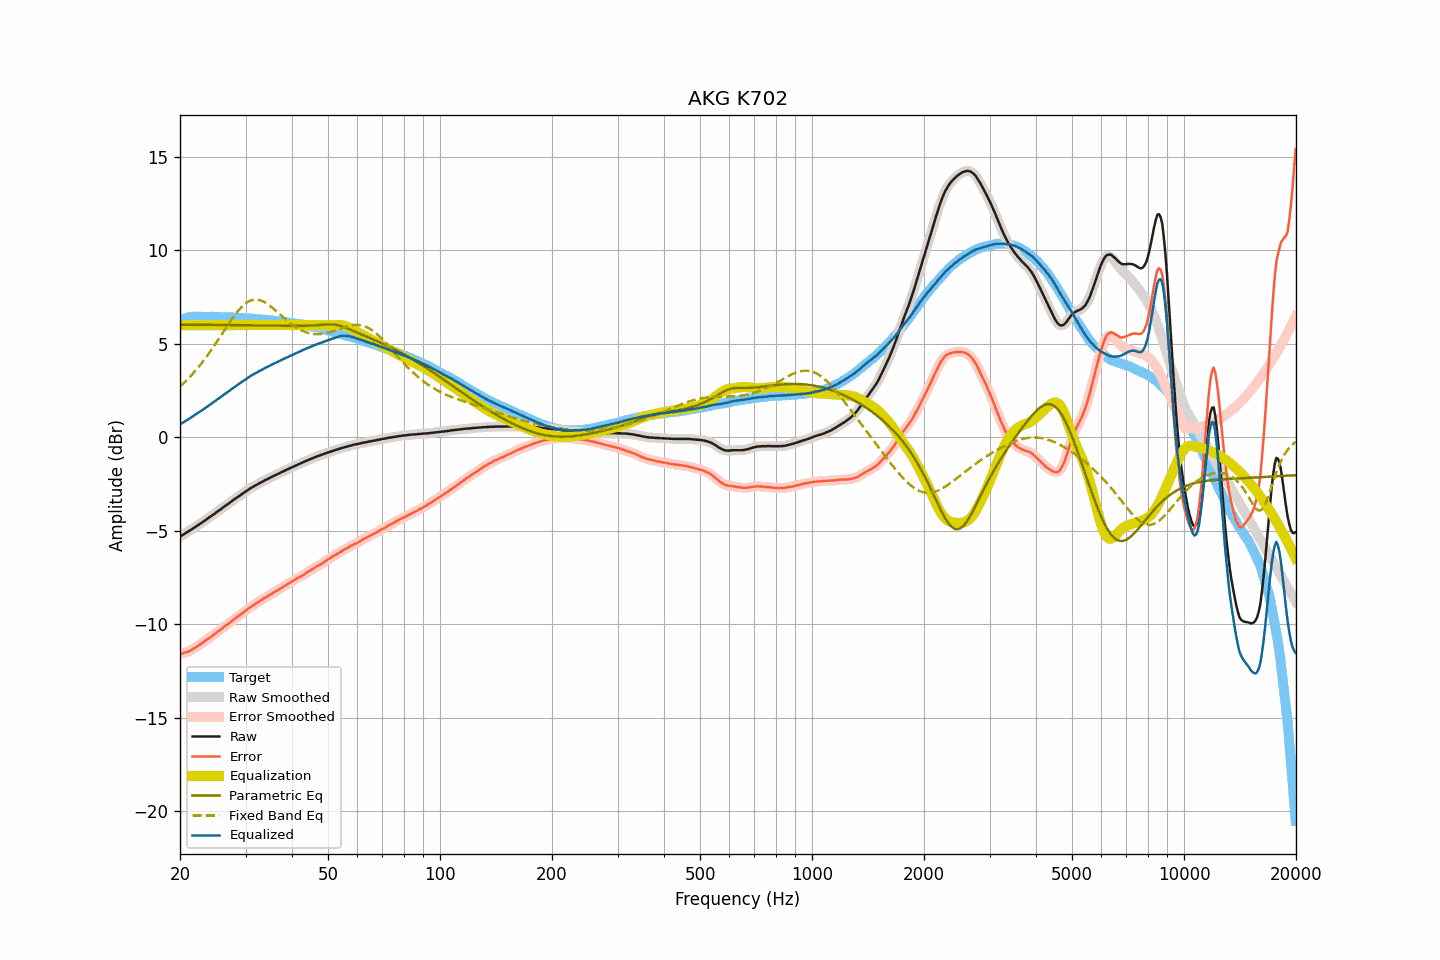 AKG K702
Amplitude (dBr)
15
10
5
0
−5
−10
−15
−20
Target
Raw Smoothed
Error Smoothed
Raw
Error
Equalization
Parametric Eq
Fixed Band Eq
Equalized
20 50 100 200 500 1000 2000 5000 10000 20000
Frequency (Hz)